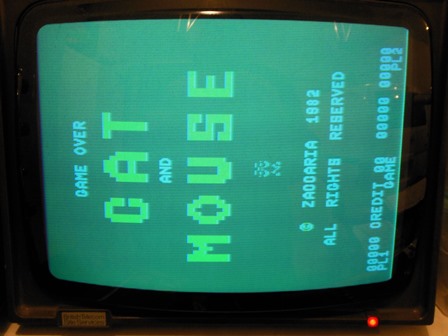 GAME OVER
CAT
AND
MOUSE
© ZACCARIA 1982
ALL RIGHTS RESERVED
00000 CREDIT 00 00000 00000
PL1 GAME PL2